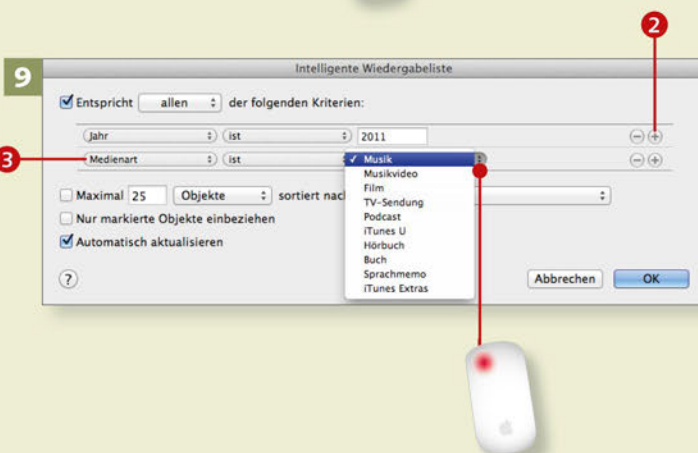 2
9
Intelligente Wiedergabeliste
Entspricht allen der folgenden Kriterien:
Jahr ist 2011
3
Medienart ist Musik
Musikvideo
Film
TV-Sendung
Podcast
iTunes U
Hörbuch
Buch
Sprachmemo
iTunes Extras
Maximal 25 Objekte sortiert nac
Nur markierte Objekte einbeziehen
Automatisch aktualisieren
?
Abbrechen OK